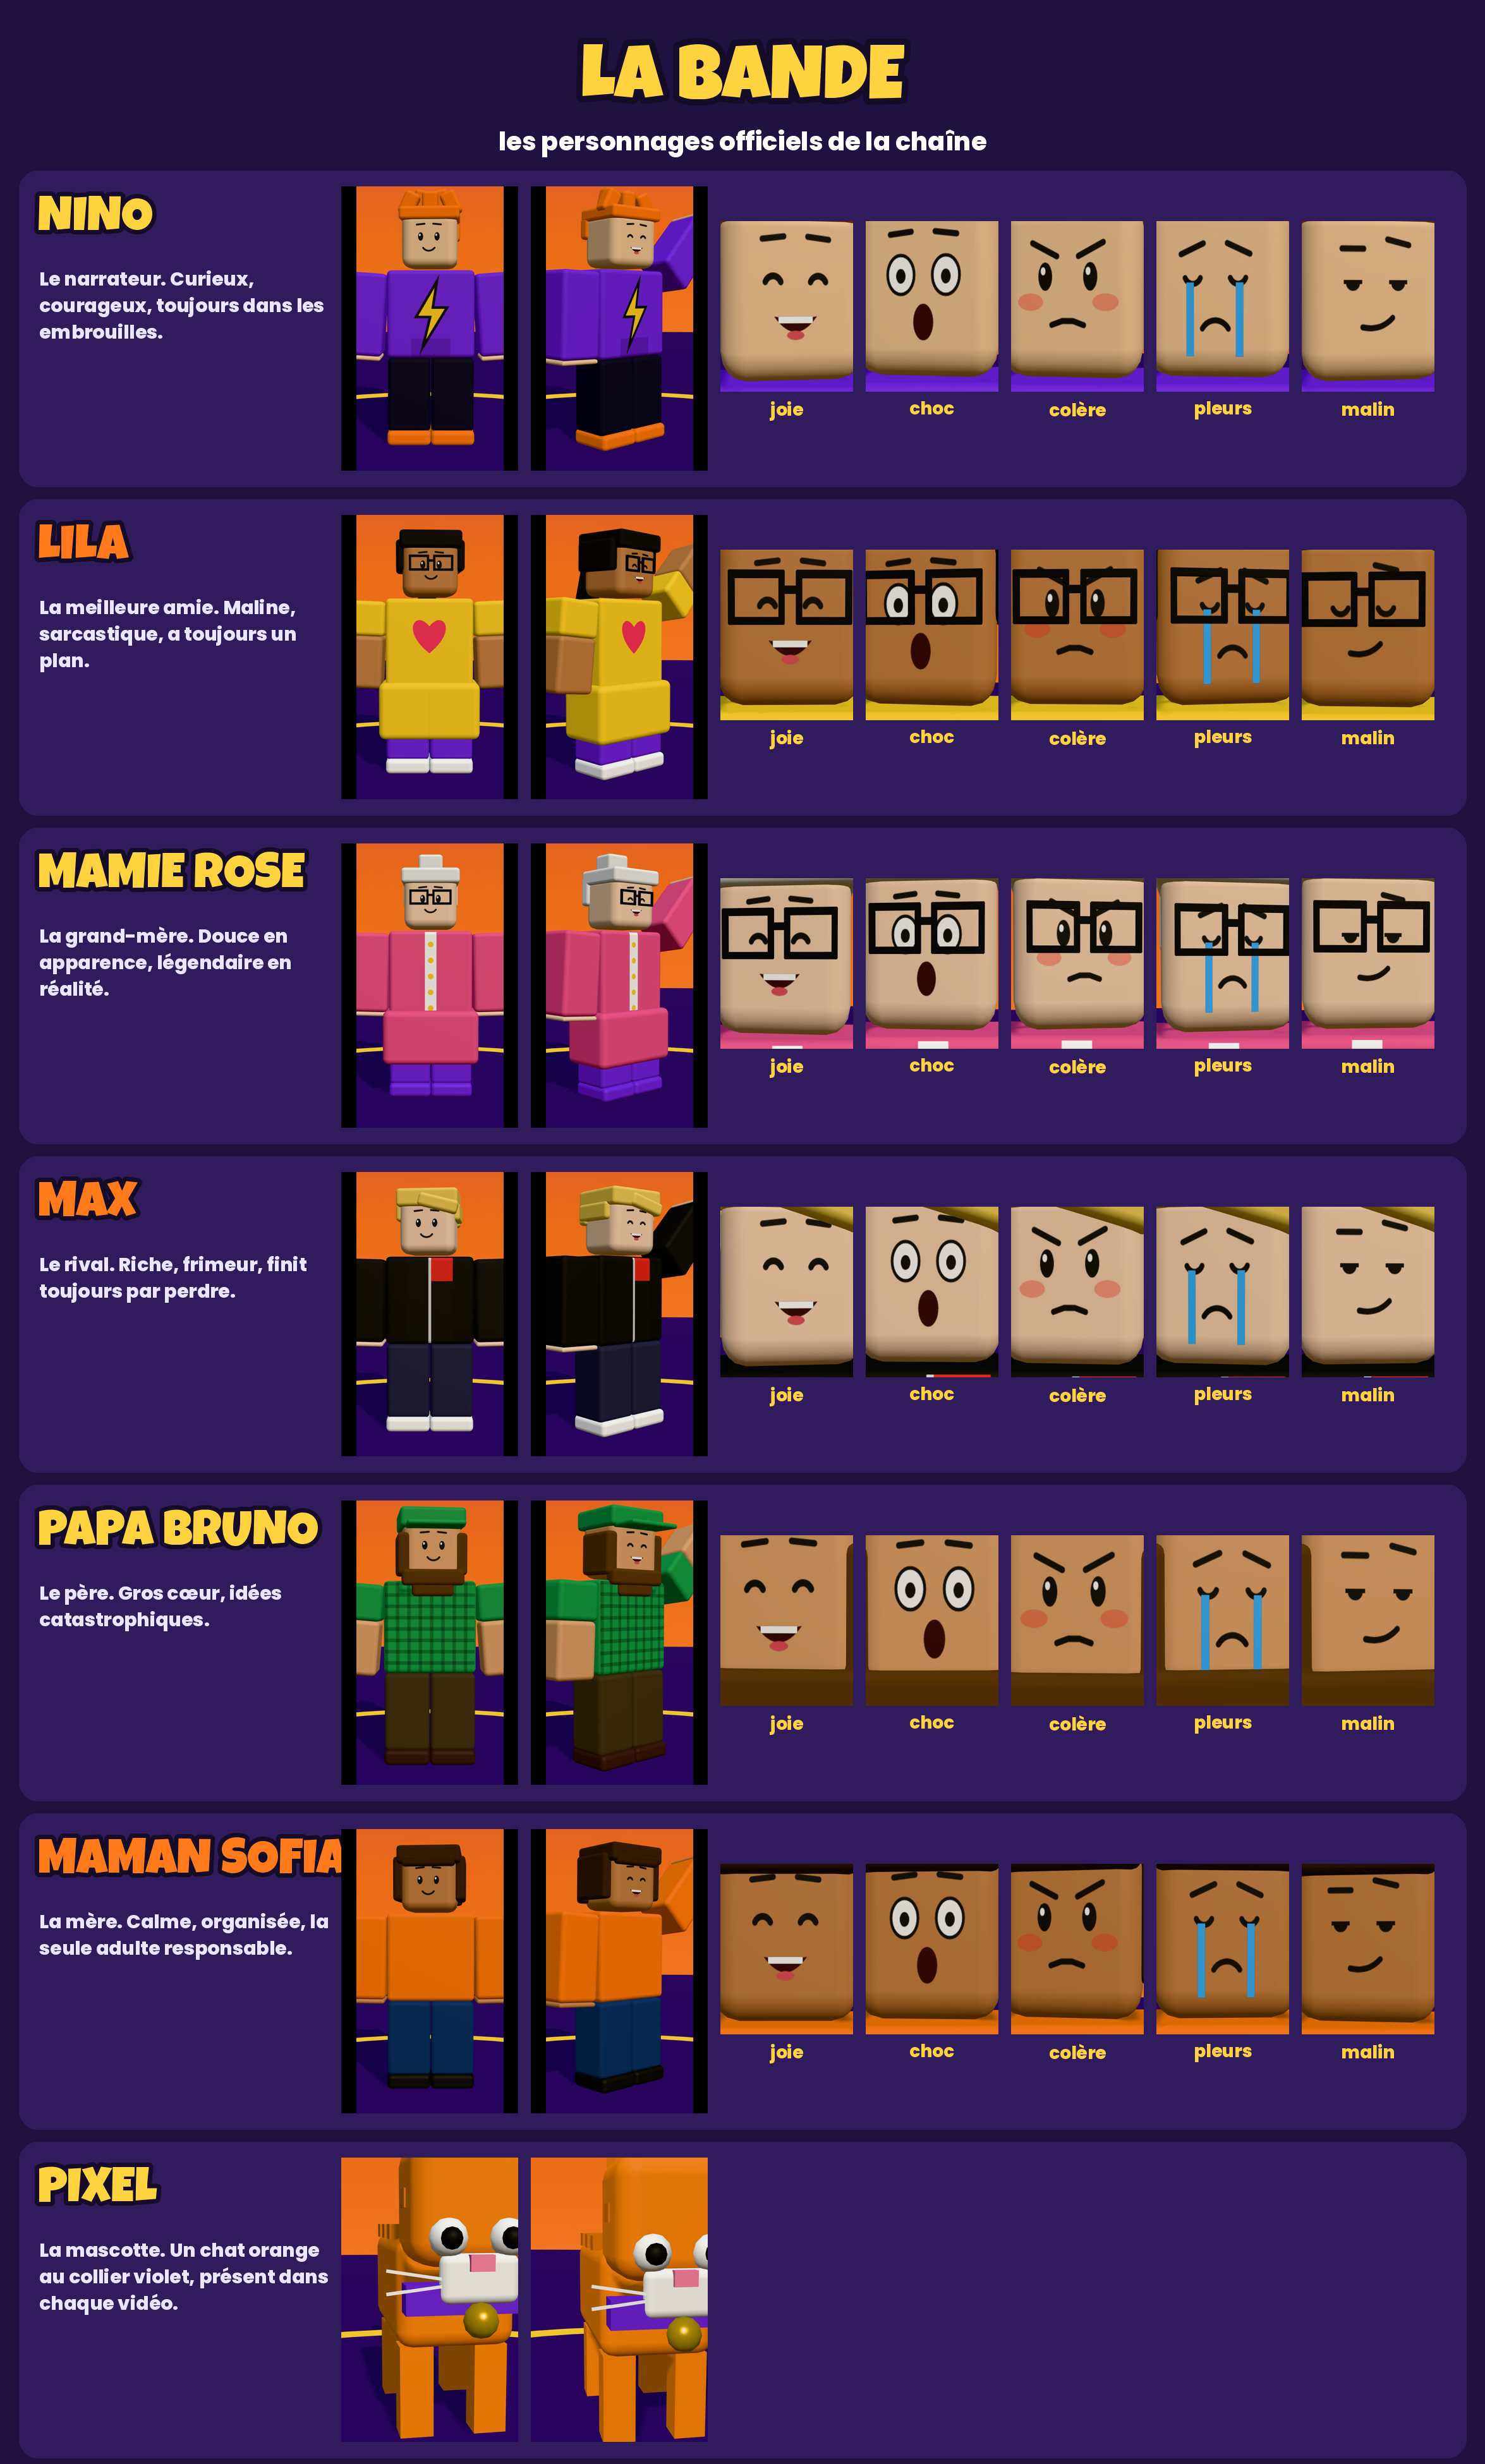 LA BANDE
les personnages officiels de la chaîne
NINO
Le narrateur. Curieux,
courageux, toujours dans les
embrouilles.
joie
choc
colère
pleurs
malin
LILA
La meilleure amie. Maline,
sarcastique, a toujours un
plan.
joie
choc
colère
pleurs
malin
MAMIE ROSE
La grand-mère. Douce en
apparence, légendaire en
réalité.
joie
choc
colère
pleurs
malin
MAX
Le rival. Riche, frimeur, finit
toujours par perdre.
joie
choc
colère
pleurs
malin
PAPA BRUNO
Le père. Gros cœur, idées
catastrophiques.
joie
choc
colère
pleurs
malin
MAMAN SOFIA
La mère. Calme, organisée, la
seule adulte responsable.
joie
choc
colère
pleurs
malin
PIXEL
La mascotte. Un chat orange
au collier violet, présent dans
chaque vidéo.